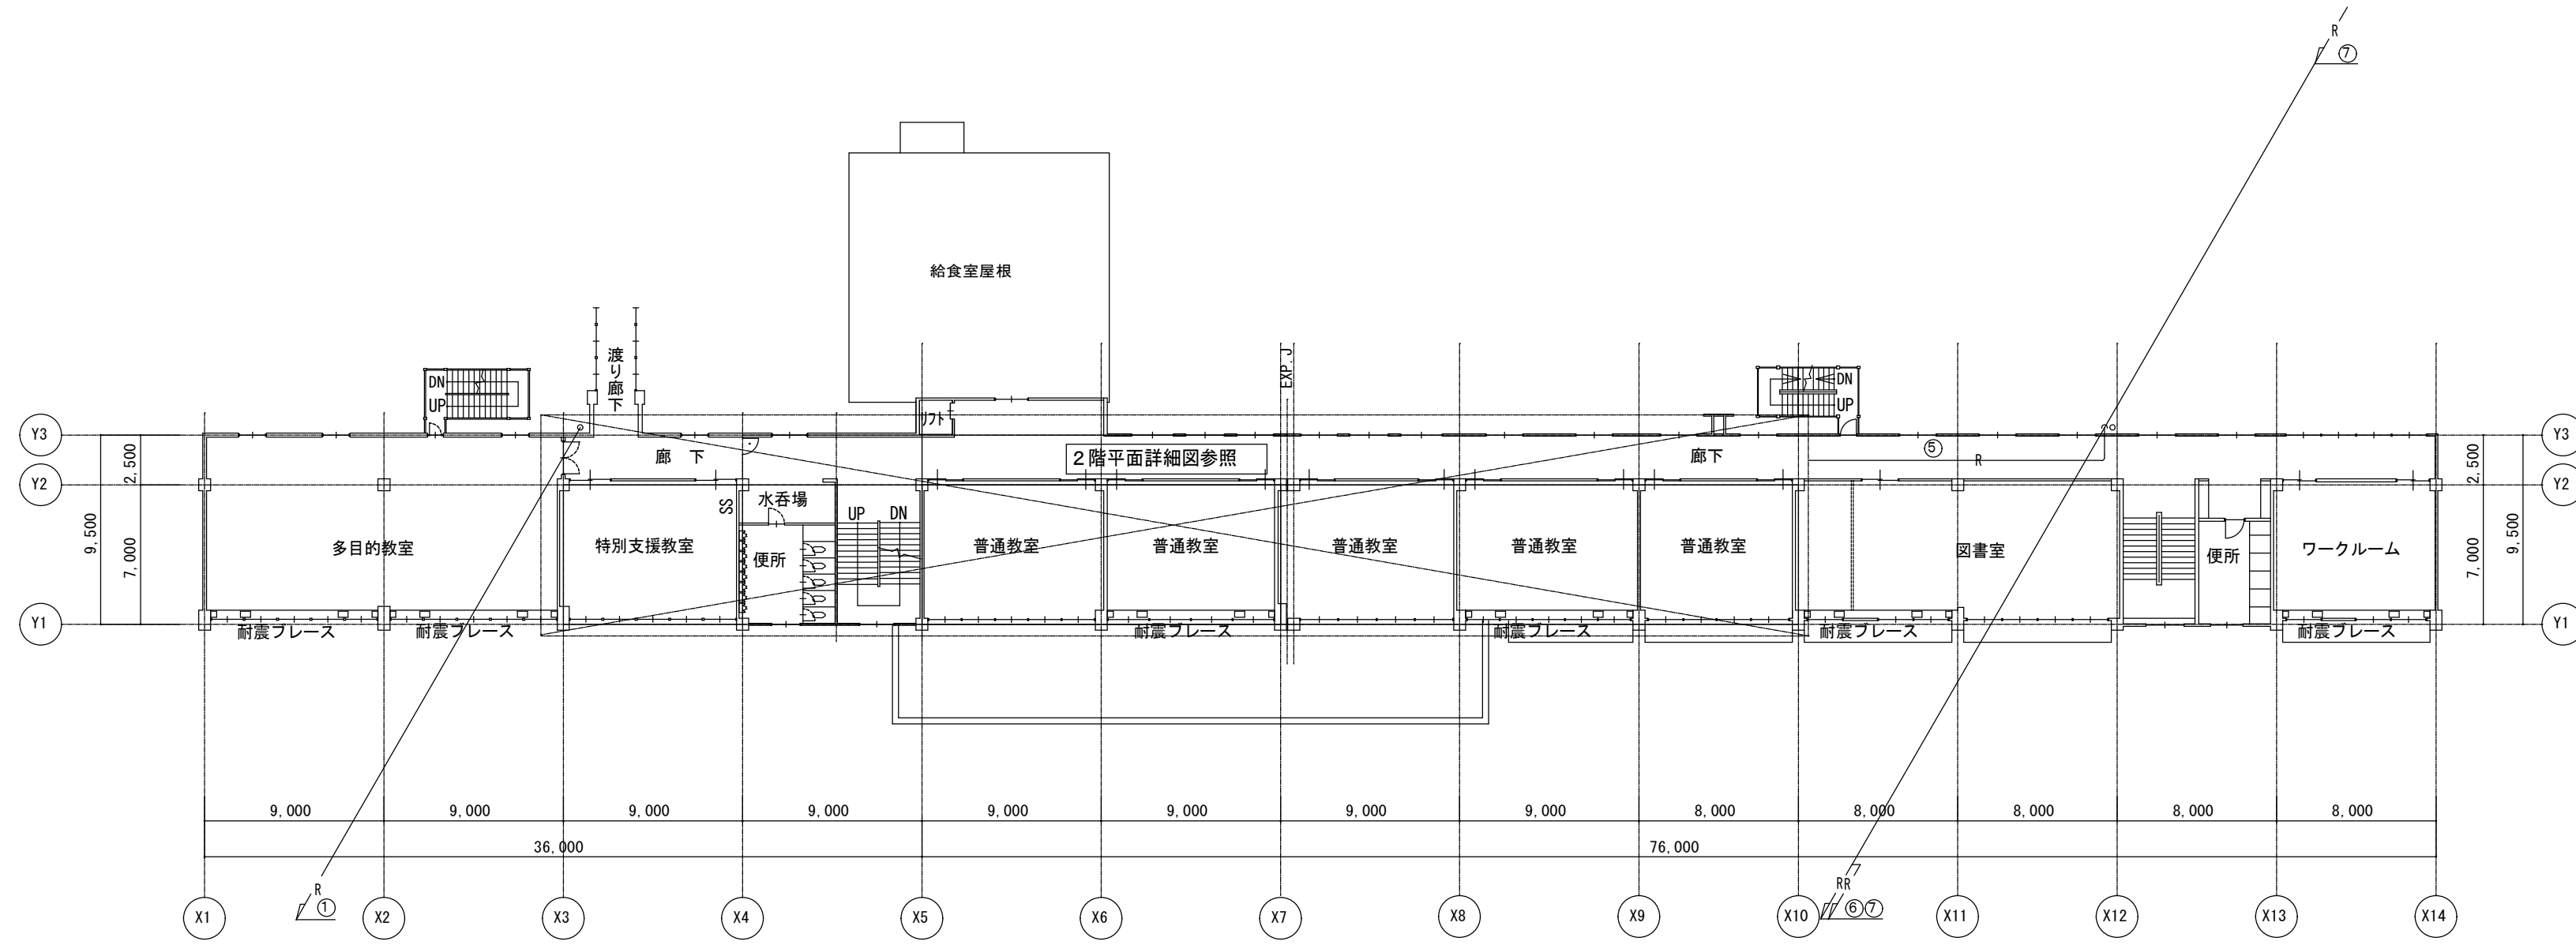 R
⑦
給食室屋根
EXP.J
渡り廊下
DN
UP
DN
UP
リフト
Y3
Y3
2,500
廊 下
2階平面詳細図参照
廊下
⑤
R
2,500
Y2
Y2
水呑場
SS
UP
DN
9,500
7,000
多目的教室
特別支援教室
便所
普通教室
普通教室
普通教室
普通教室
普通教室
図書室
便所
ワークルーム
7,000
9,500
Y1
耐震ブレース
耐震ブレース
耐震ブレース
耐震ブレース
耐震ブレース
耐震ブレース
Y1
9,000
9,000
9,000
9,000
9,000
9,000
9,000
9,000
8,000
8,000
8,000
8,000
8,000
36,000
76,000
R
①
RR
⑥⑦
X1
X2
X3
X4
X5
X6
X7
X8
X9
X10
X11
X12
X13
X14